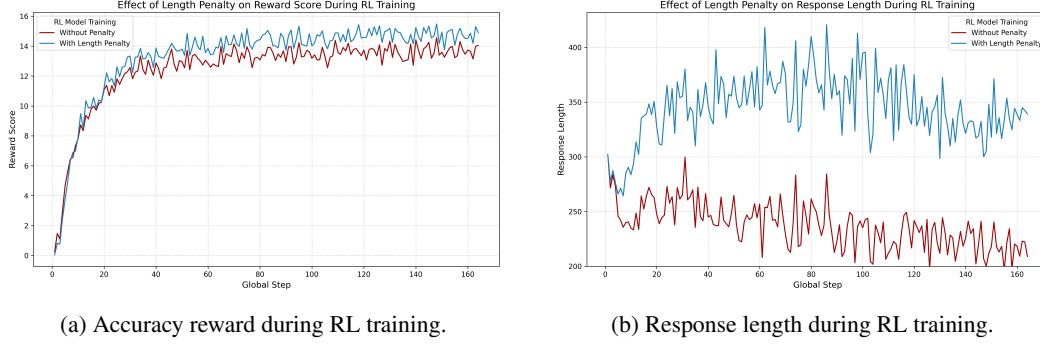 Effect of Length Penalty on Reward Score During RL Training
16
14
12
10
8
6
4
2
0
Reward Score
RL Model Training
Without Penalty
With Length Penalty
0 20 40 60 80 100 120 140 160
Global Step
(a) Accuracy reward during RL training.
Effect of Length Penalty on Response Length During RL Training
400
350
300
250
200
Response Length
RL Model Training
Without Penalty
With Length Penalty
0 20 40 60 80 100 120 140 160
Global Step
(b) Response length during RL training.